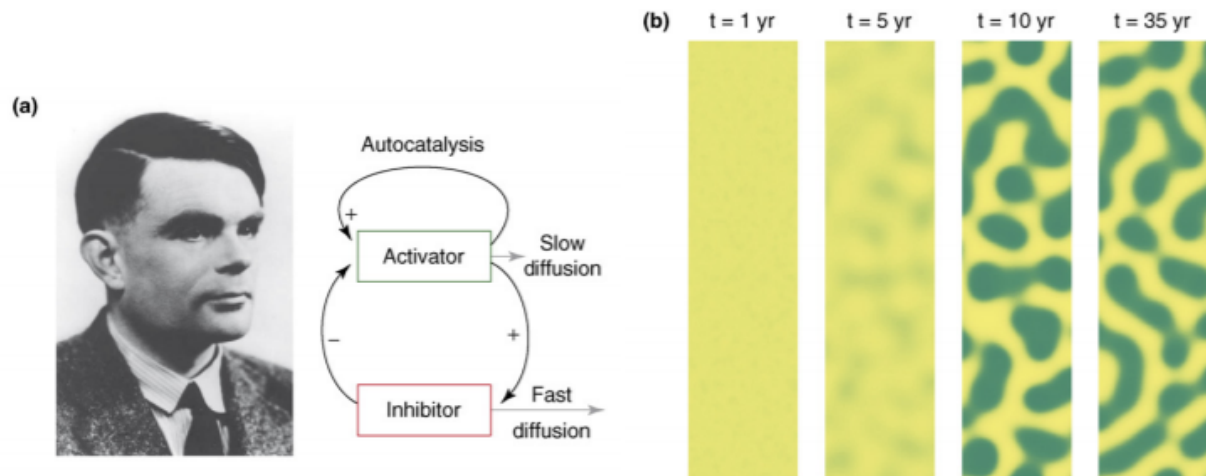 (a)
Autocatalysis
+
Activator
Slow
diffusion
−
+
Inhibitor
Fast
diffusion
(b)
t = 1 yr
t = 5 yr
t = 10 yr
t = 35 yr